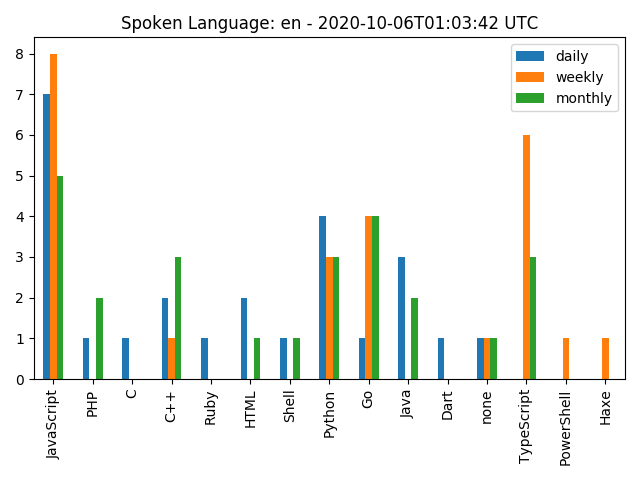 Spoken Language: en - 2020-10-06T01:03:42 UTC
daily
weekly
monthly
8
7
6
5
4
3
2
1
0
JavaScript
PHP
C
C++
Ruby
HTML
Shell
Python
Go
Java
Dart
none
TypeScript
PowerShell
Haxe